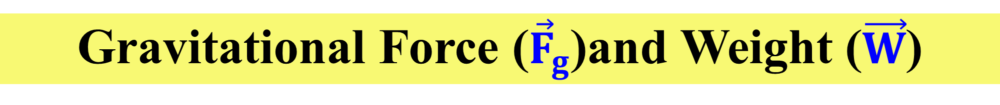 Gravitational Force (F⃗g)and Weight (W⃗)